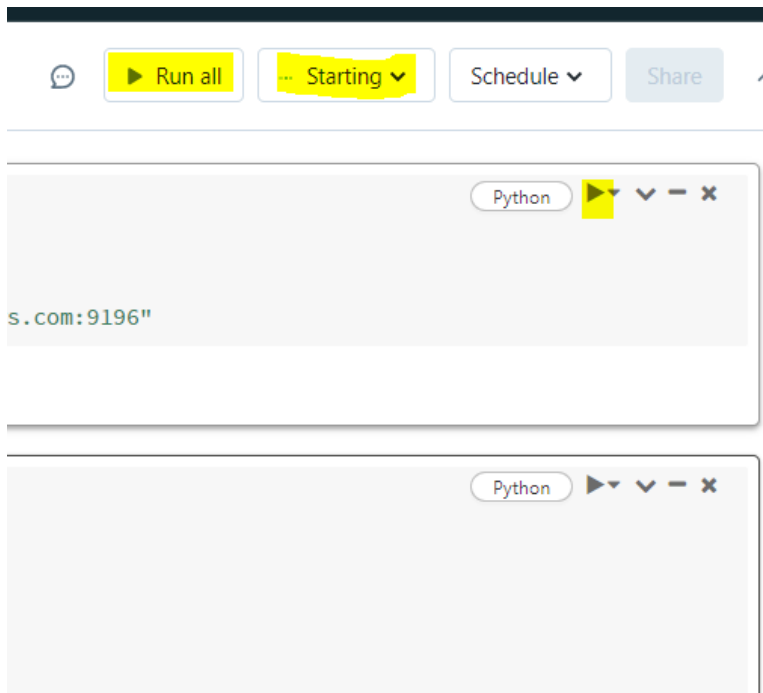 Run all
Starting
Schedule
Share
Python
s.com:9196"
Python